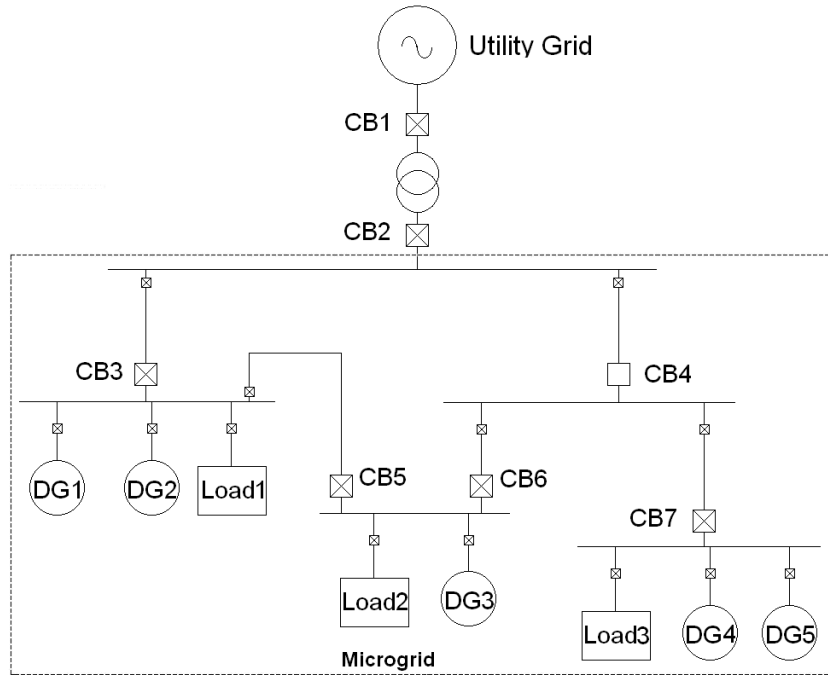 Utility Grid
CB1
CB2
CB3
CB4
DG1
DG2
Load1
CB5
CB6
CB7
Load2
DG3
Load3
DG4
DG5
Microgrid